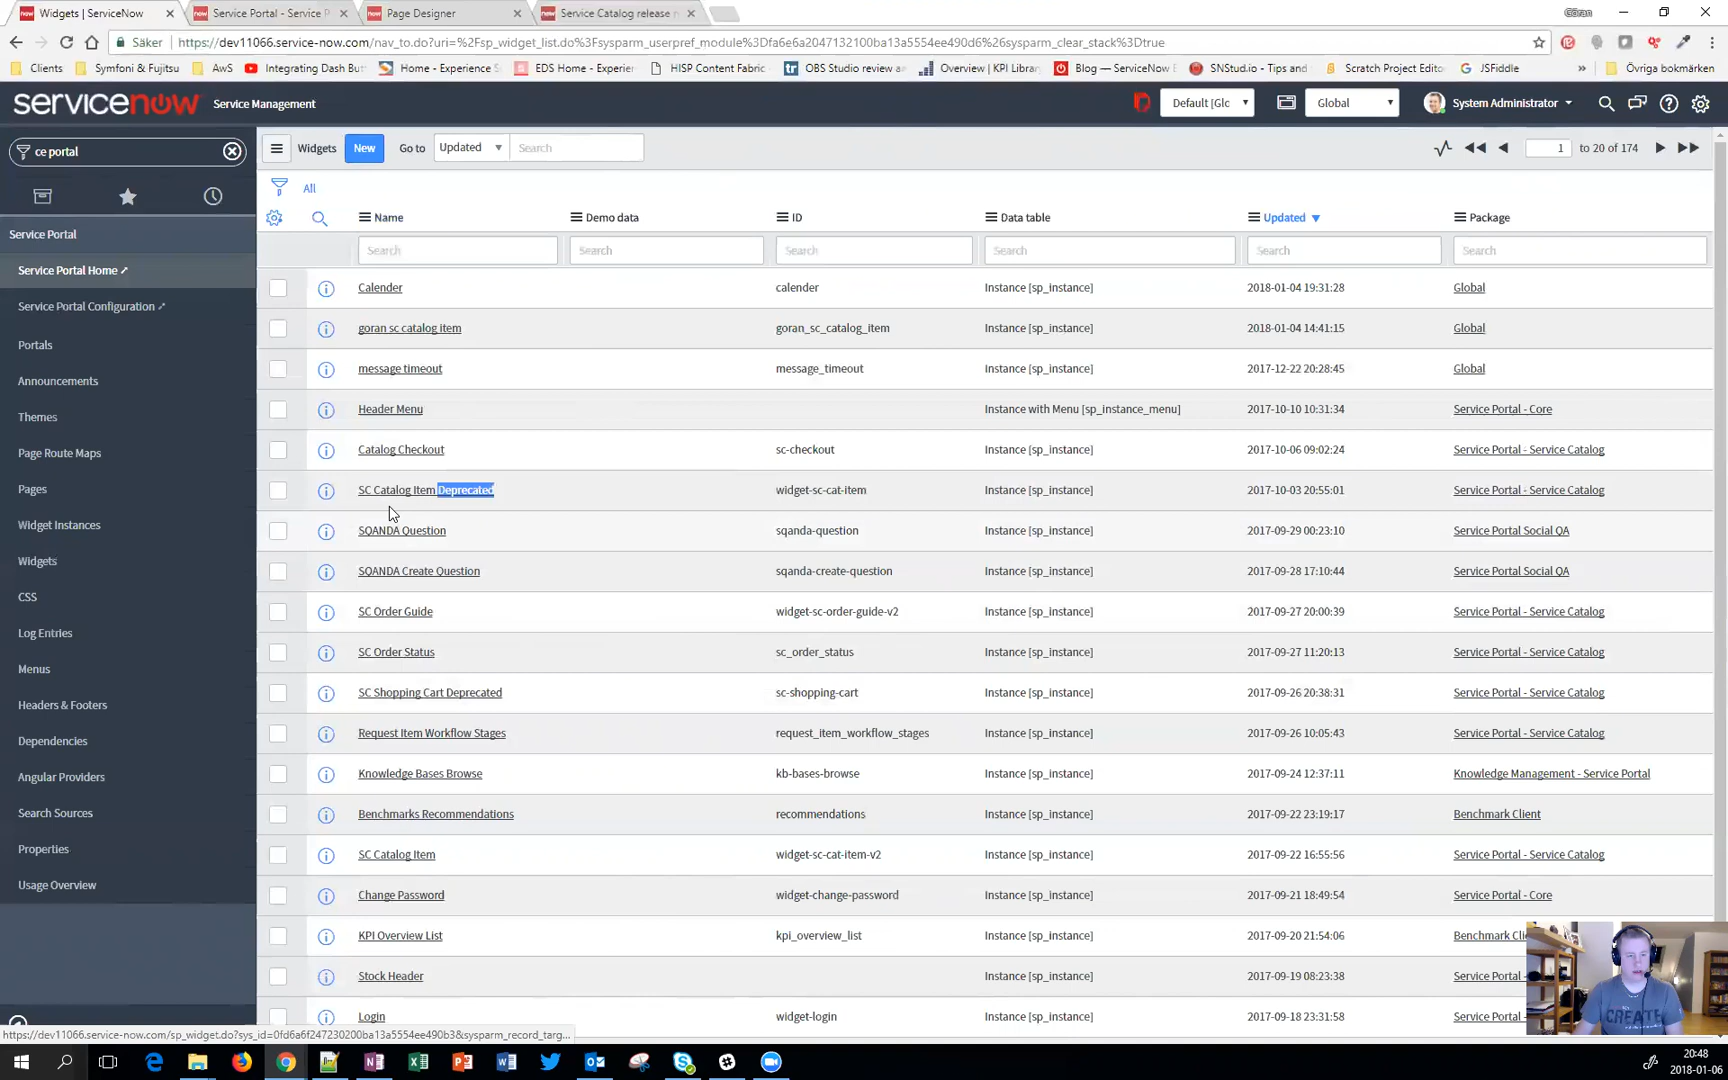 Widgets | ServiceNow
Service Portal - Service P
Page Designer
Service Catalog release n
Göran
Säker
https://dev11066.service-now.com/nav_to.do?uri=%2Fsp_widget_list.do%3Fsysparm_userpref_module%3Dfa6e6a2047132100ba13a5554ee490d6%26sysparm_clear_stack%3Dtrue
Clients
Symfoni & Fujitsu
AwS
Integrating Dash Butt
Home - Experience S
EDS Home - Experien
HISP Content Fabric
OBS Studio review a
Overview | KPI Librar
Blog — ServiceNow E
SNStud.io - Tips and
Scratch Project Edito
JSFiddle
Övriga bokmärken
servicenow
Service Management
Default [Glc
Global
System Administrator
ce portal
Widgets
New
Go to
Updated
Search
1
to 20 of 174
All
Service Portal
Service Portal Home
Service Portal Configuration
Portals
Announcements
Themes
Page Route Maps
Pages
Widget Instances
Widgets
CSS
Log Entries
Menus
Headers & Footers
Dependencies
Angular Providers
Search Sources
Properties
Usage Overview
Name Demo data ID Data table Updated Package
Search Search Search Search Search Search
Calender calender Instance [sp_instance] 2018-01-04 19:31:28 Global
goran sc catalog item goran_sc_catalog_item Instance [sp_instance] 2018-01-04 14:41:15 Global
message timeout message_timeout Instance [sp_instance] 2017-12-22 20:28:45 Global
Header Menu Instance with Menu [sp_instance_menu] 2017-10-10 10:31:34 Service Portal - Core
Catalog Checkout sc-checkout Instance [sp_instance] 2017-10-06 09:02:24 Service Portal - Service Catalog
SC Catalog Item Deprecated widget-sc-cat-item Instance [sp_instance] 2017-10-03 20:55:01 Service Portal - Service Catalog
SQANDA Question sqanda-question Instance [sp_instance] 2017-09-29 00:23:10 Service Portal Social QA
SQANDA Create Question sqanda-create-question Instance [sp_instance] 2017-09-28 17:10:44 Service Portal Social QA
SC Order Guide widget-sc-order-guide-v2 Instance [sp_instance] 2017-09-27 20:00:39 Service Portal - Service Catalog
SC Order Status sc_order_status Instance [sp_instance] 2017-09-27 11:20:13 Service Portal - Service Catalog
SC Shopping Cart Deprecated sc-shopping-cart Instance [sp_instance] 2017-09-26 20:38:31 Service Portal - Service Catalog
Request Item Workflow Stages request_item_workflow_stages Instance [sp_instance] 2017-09-26 10:05:43 Service Portal - Service Catalog
Knowledge Bases Browse kb-bases-browse Instance [sp_instance] 2017-09-24 12:37:11 Knowledge Management - Service Portal
Benchmarks Recommendations recommendations Instance [sp_instance] 2017-09-22 23:19:17 Benchmark Client
SC Catalog Item widget-sc-cat-item-v2 Instance [sp_instance] 2017-09-22 16:55:56 Service Portal - Service Catalog
Change Password widget-change-password Instance [sp_instance] 2017-09-21 18:49:54 Service Portal - Core
KPI Overview List kpi_overview_list Instance [sp_instance] 2017-09-20 21:54:06 Benchmark Cli
Stock Header Instance [sp_instance] 2017-09-19 08:23:38 Service Portal -
Login widget-login Instance [sp_instance] 2017-09-18 23:31:58 Service Portal -
https://dev11066.service-now.com/sp_widget.do?sys_id=0fd6a6f247230200ba13a5554ee490b3&sysparm_record_targ...
CREATE
20:48
2018-01-06